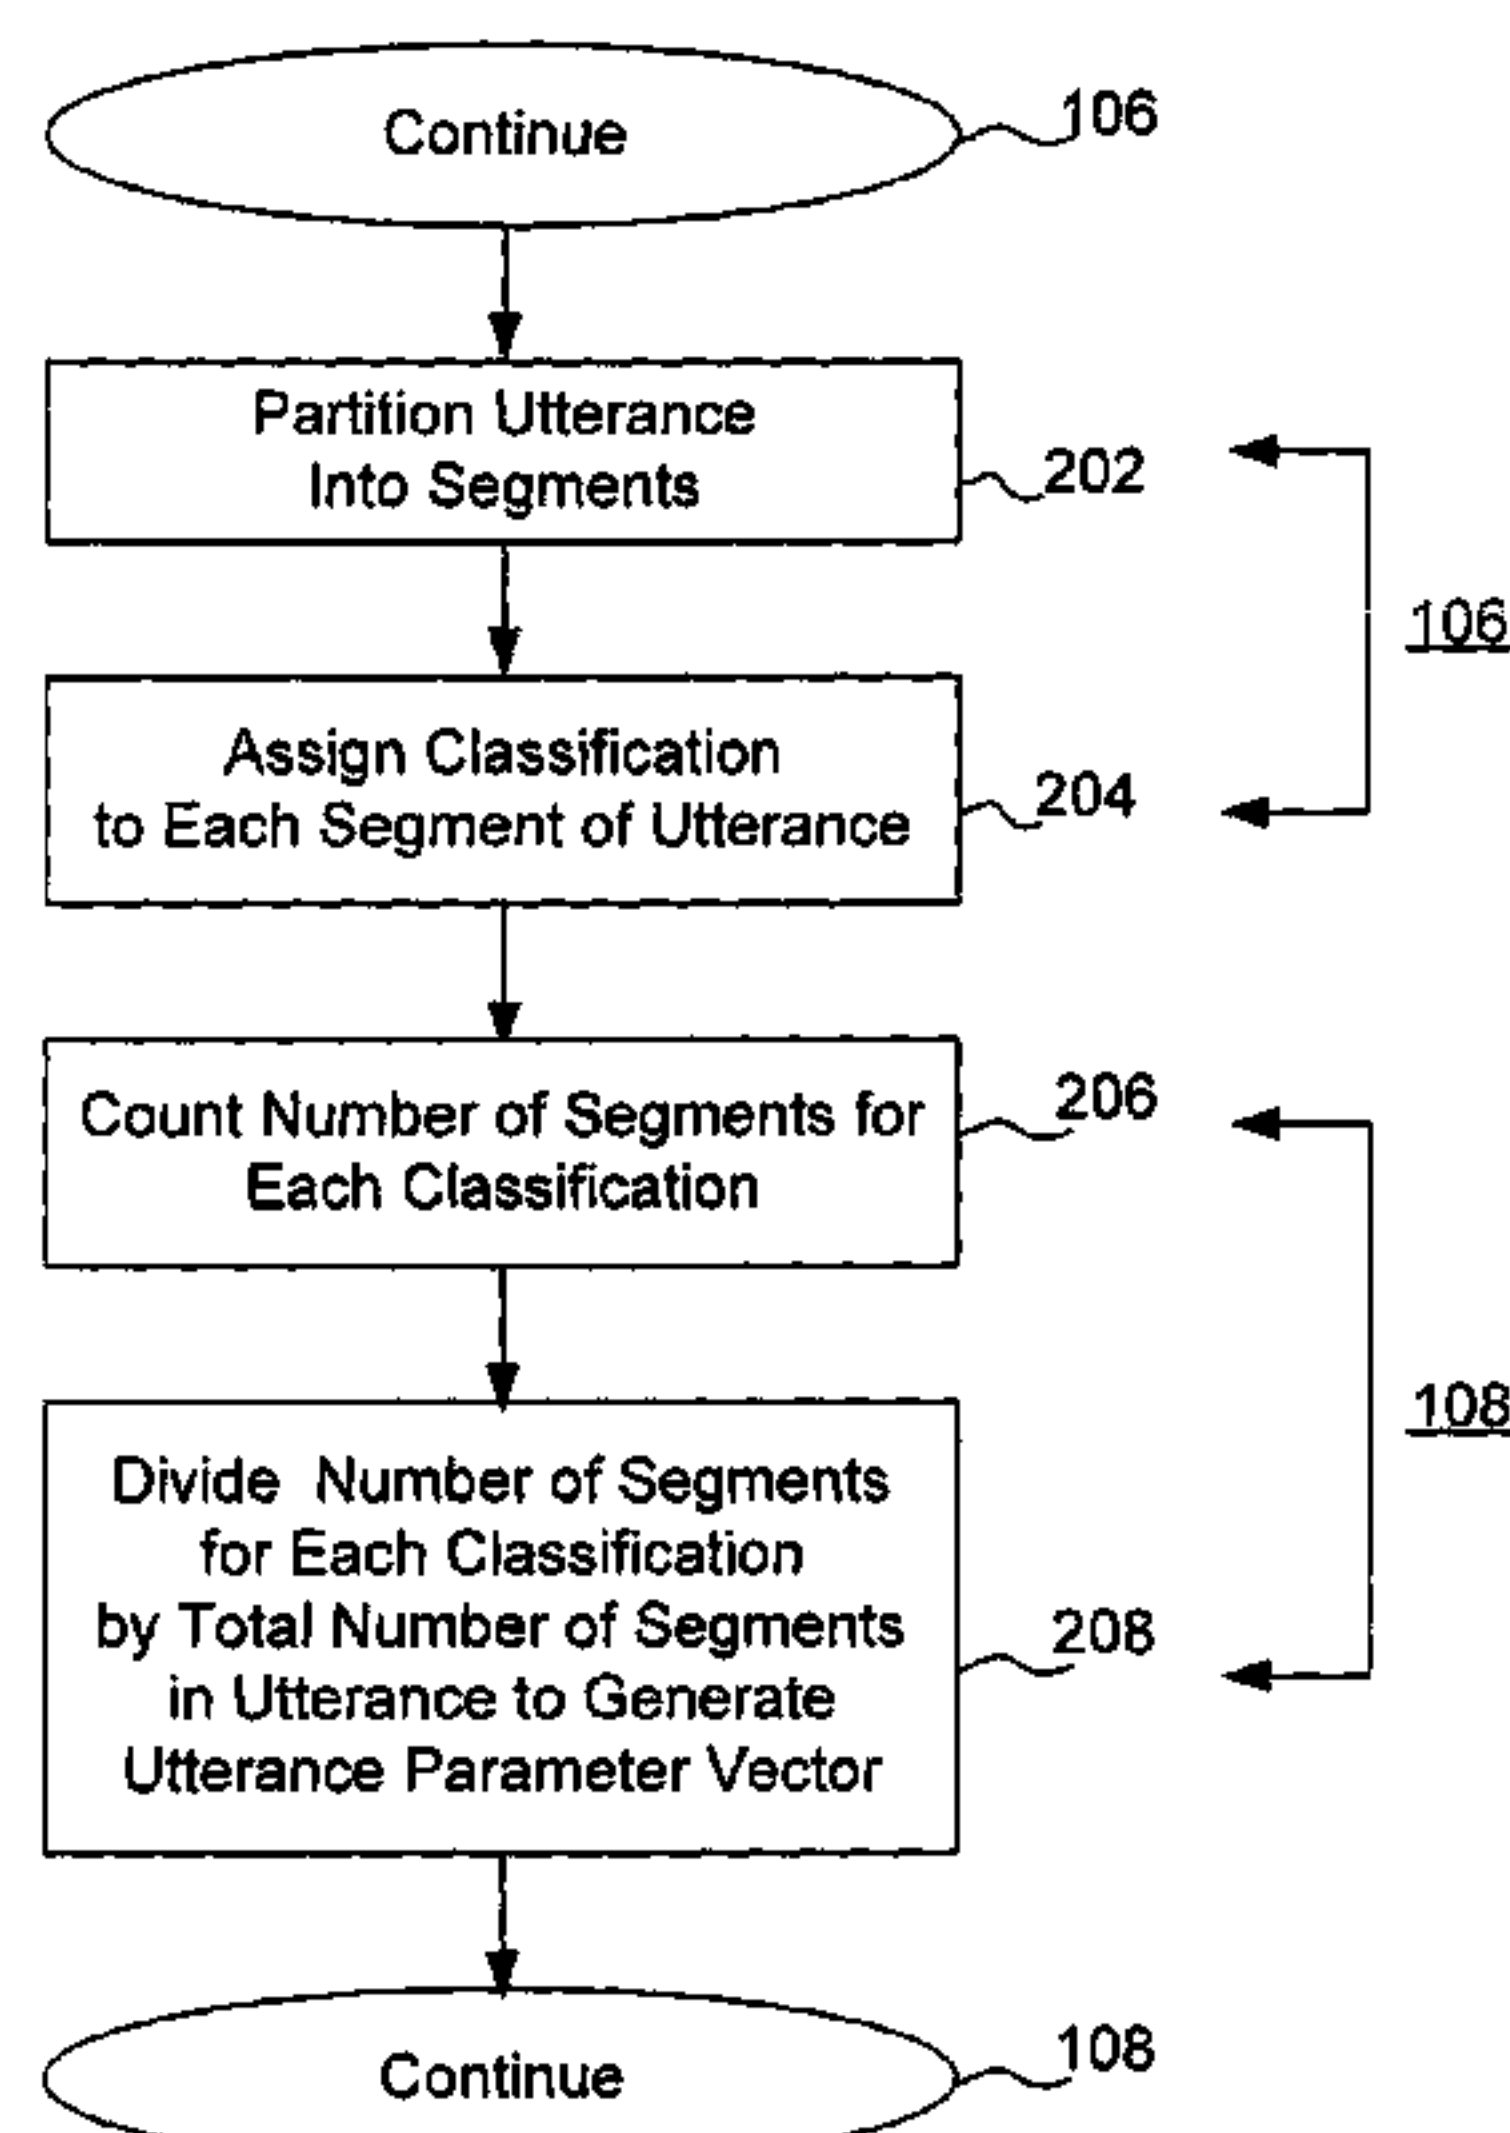 Continue
106
Partition Utterance
Into Segments
202
106
Assign Classification
to Each Segment of Utterance
204
Count Number of Segments for
Each Classification
206
108
Divide Number of Segments
for Each Classification
by Total Number of Segments
in Utterance to Generate
Utterance Parameter Vector
208
Continue
108